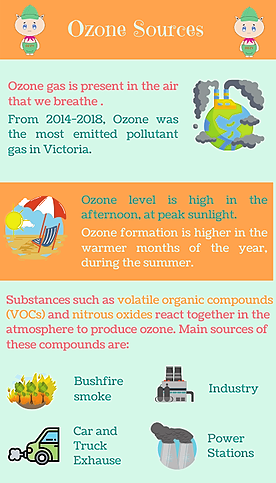 Ozone Sources
Ozone gas is present in the air
that we breathe .
From 2014-2018, Ozone was
the most emitted pollutant
gas in Victoria.
Ozone level is high in the
afternoon, at peak sunlight.
Ozone formation is higher in the
warmer months of the year,
during the summer.
Substances such as volatile organic compounds
(VOCs) and nitrous oxides react together in the
atmosphere to produce ozone. Main sources of
these compounds are:
Bushfire
smoke
Industry
Car and
Truck
Exhause
Power
Stations